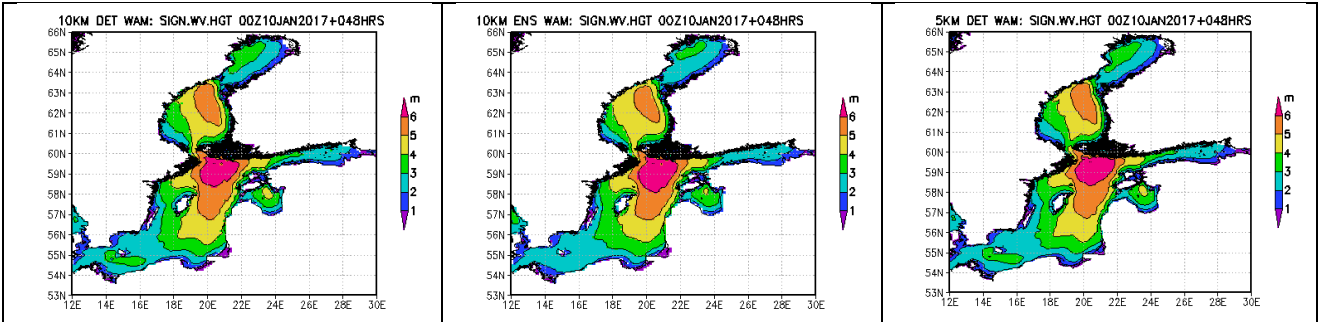 10KM DET WAM: SIGN.WV.HGT 00Z10JAN2017+048HRS
66N
65N
64N
63N
62N
61N
60N
59N
58N
57N
56N
55N
54N
53N
12E 14E 16E 18E 20E 22E 24E 26E 28E 30E
m
6
5
4
3
2
1
10KM ENS WAM: SIGN.WV.HGT 00Z10JAN2017+048HRS
66N
65N
64N
63N
62N
61N
60N
59N
58N
57N
56N
55N
54N
53N
12E 14E 16E 18E 20E 22E 24E 26E 28E 30E
m
6
5
4
3
2
1
5KM DET WAM: SIGN.WV.HGT 00Z10JAN2017+048HRS
66N
65N
64N
63N
62N
61N
60N
59N
58N
57N
56N
55N
54N
53N
12E 14E 16E 18E 20E 22E 24E 26E 28E 30E
m
6
5
4
3
2
1